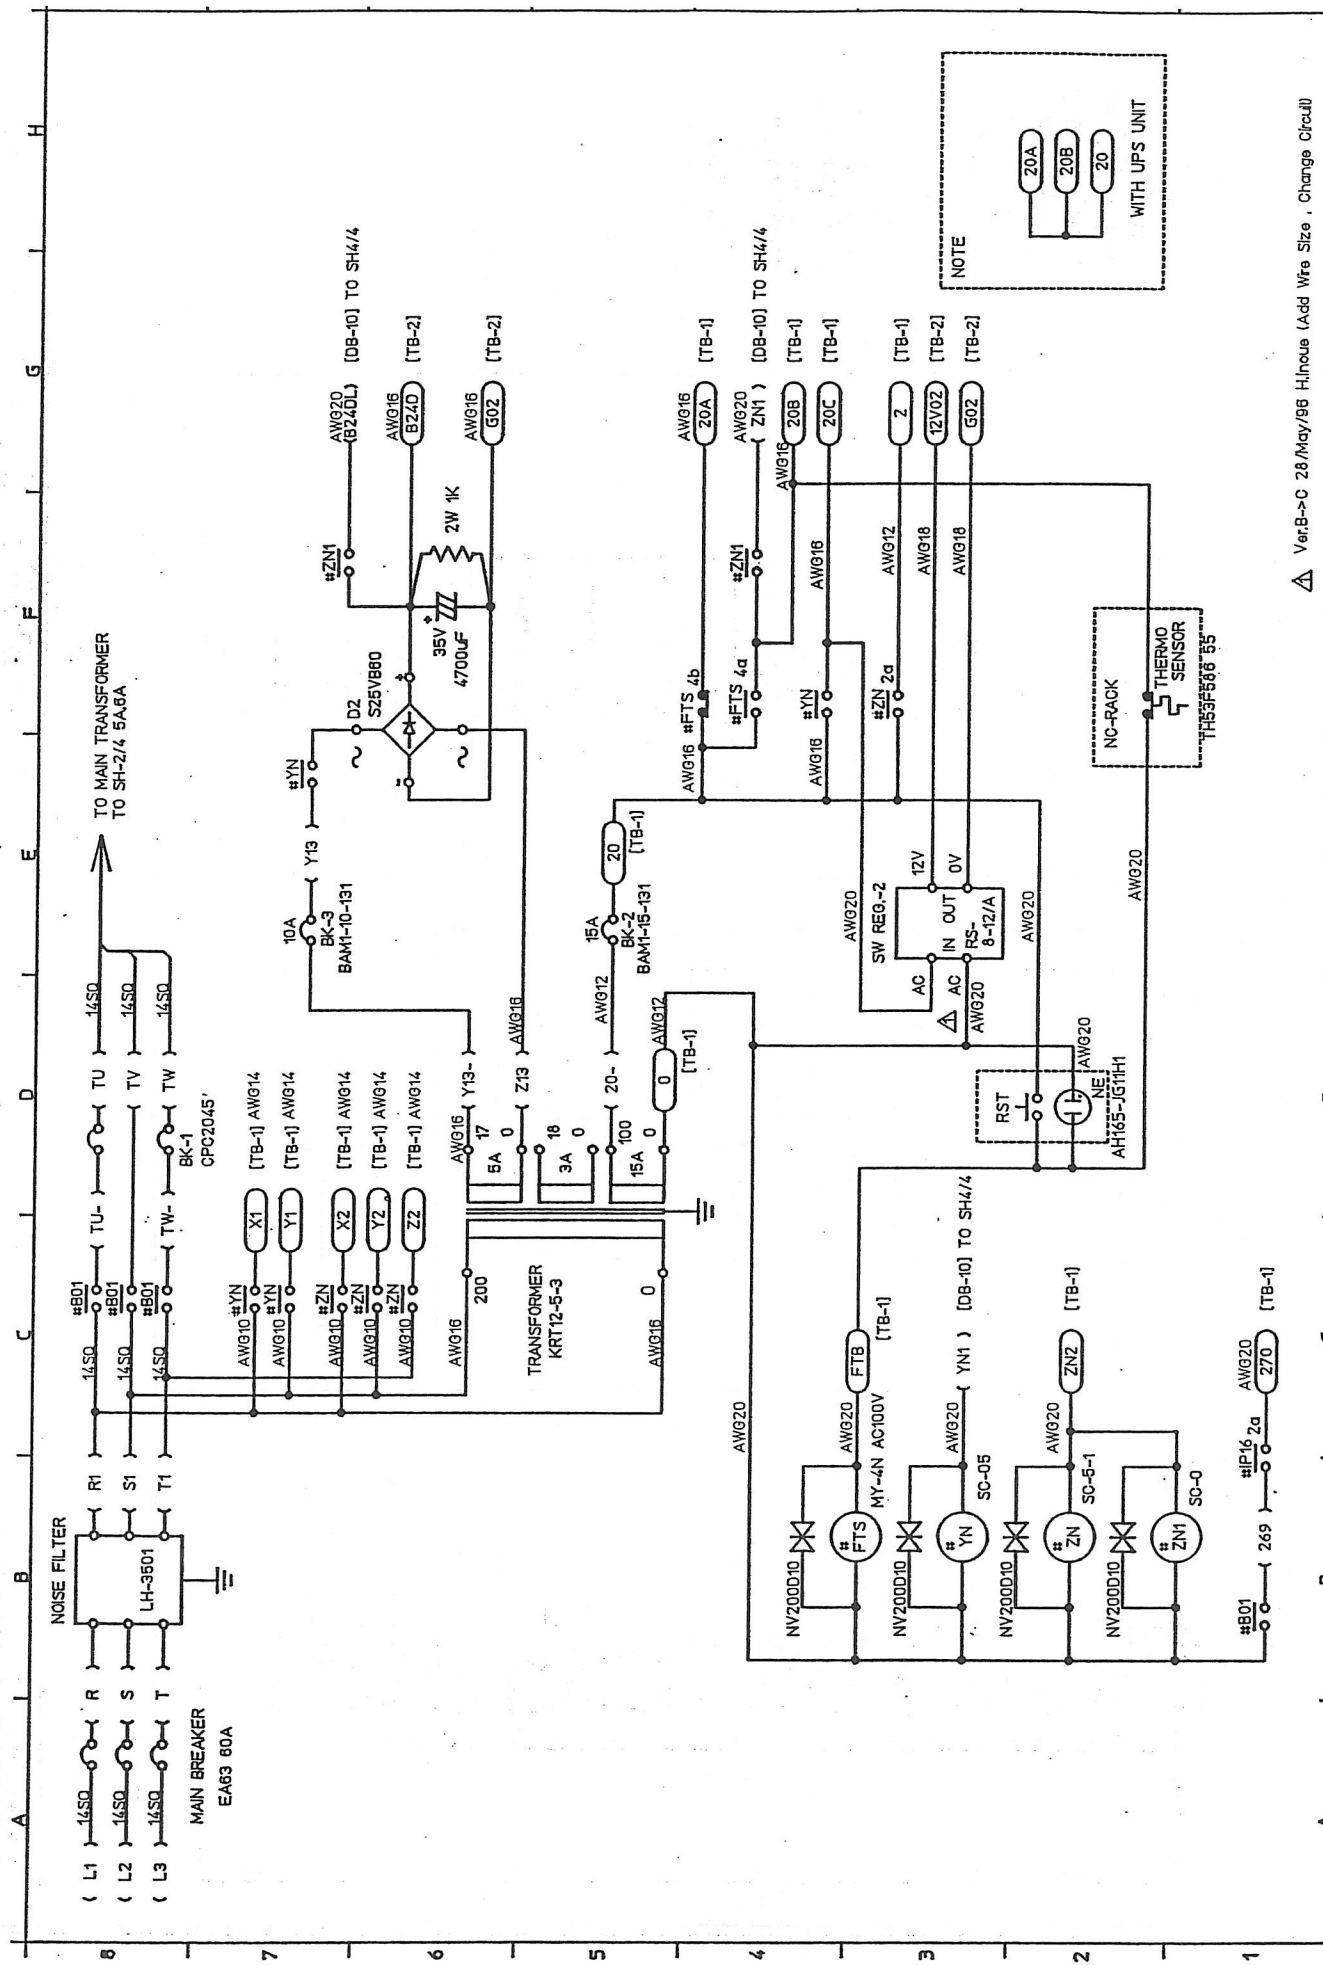 A B C D E F G H
8
7
6
5
4
3
2
1
( L1 ) 14SQ
( L2 ) 14SQ
( L3 ) 14SQ
MAIN BREAKER
EA63 60A
R
S
T
NOISE FILTER
LH-3501
R1
S1
T1
14SQ
14SQ
14SQ
#B01
#B01
#B01
TU-
TW-
BK-1
CPC2045'
TU
TV
TW
14SQ
14SQ
14SQ
TO MAIN TRANSFORMER
TO SH-2/4 5A,6A
AWG10 #YN X1 [TB-1] AWG14
AWG10 #YN Y1 [TB-1] AWG14
AWG10 #ZN X2 [TB-1] AWG14
AWG10 #ZN Y2 [TB-1] AWG14
AWG10 #ZN Z2 [TB-1] AWG14
AWG16
200
TRANSFORMER
KRT12-5-3
AWG16
0
AWG16
17
5A
0
18
3A
0
100
15A
0
Y13-
Z13
20-
0
[TB-1]
AWG16
AWG12
AWG12
10A
BK-3
BAM1-10-131
Y13
#YN
D2
S25VB60
~
~
+
-
35V
+
4700uF
2W 1K
#ZN1
AWG20
(B24DL) [DB-10] TO SH4/4
AWG16
B24D [TB-2]
AWG16
G02 [TB-2]
15A
BK-2
BAM1-15-131
20
[TB-1]
AWG16
#FTS 4b
AWG16
20A [TB-1]
#FTS 4a
#ZN1
AWG20
( ZN1 ) [DB-10] TO SH4/4
AWG16
20B [TB-1]
AWG16
#YN
AWG16
20C [TB-1]
#ZN 2a
AWG12
2 [TB-1]
AWG18
12V02 [TB-2]
AWG18
G02 [TB-2]
SW REG.-2
AWG20
AC
AC
IN OUT
RS-
8-12/A
12V
0V
1
AWG20
AWG20
AWG20
RST
NE
AH165-JG11H1
AWG20
NC-RACK
THERMO
SENSOR
TH53F586 55
AWG20
NV200D10
#
FTS
MY-4N AC100V
AWG20
FTB
[TB-1]
NV200D10
#
YN
SC-05
AWG20
( YN1 ) [DB-10] TO SH4/4
NV200D10
#
ZN
SC-5-1
AWG20
ZN2
[TB-1]
NV200D10
#
ZN1
SC-0
#B01
( 269 )
#IP16 2a
AWG20
270
[TB-1]
NOTE
20A
20B
20
WITH UPS UNIT
1 Ver.B->C 28/May/96 H.Inoue (Add Wire Size , Change Circuit)